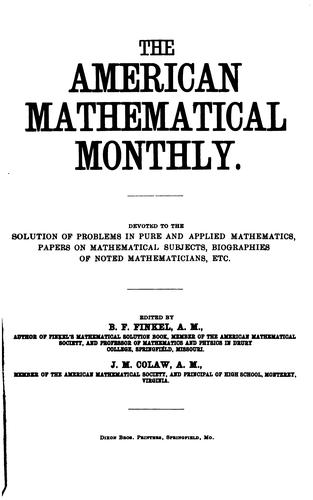 THE
AMERICAN
MATHEMATICAL
MONTHLY.
DEVOTED TO THE
SOLUTION OF PROBLEMS IN PURE AND APPLIED MATHEMATICS,
PAPERS ON MATHEMATICAL SUBJECTS, BIOGRAPHIES
OF NOTED MATHEMATICIANS, ETC.
EDITED BY
B. F. FINKEL, A. M.,
AUTHOR OF FINKEL'S MATHEMATICAL SOLUTION BOOK, MEMBER OF THE AMERICAN MATHEMATICAL
SOCIETY, AND PROFESSOR OF MATHEMATICS AND PHYSICS IN DRURY
COLLEGE, SPRINGFIELD, MISSOURI.
J. M. COLAW, A. M.,
MEMBER OF THE AMERICAN MATHEMATICAL SOCIETY, AND PRINCIPAL OF HIGH SCHOOL, MONTEREY,
VIRGINIA.
DIXON BROS. PRINTERS, SPRINGFIELD, MO.